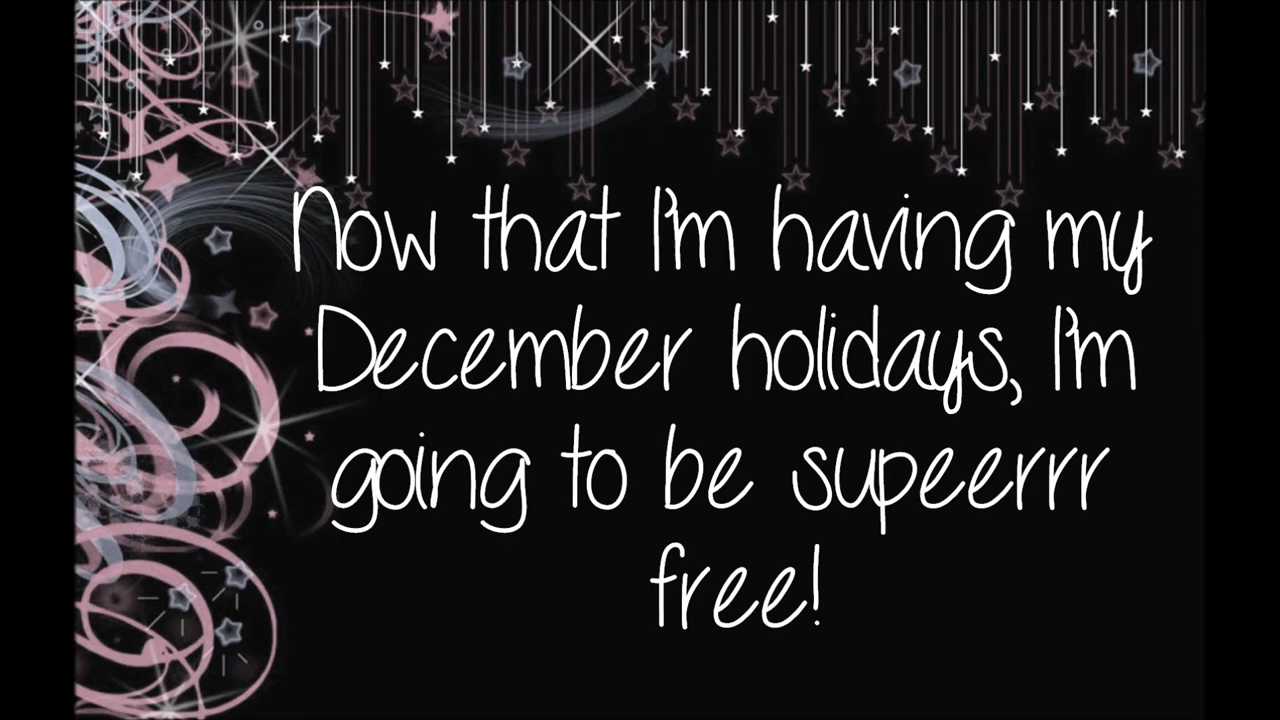 Now that I'm having my
December holidays, I'm
going to be supeerrr
free!